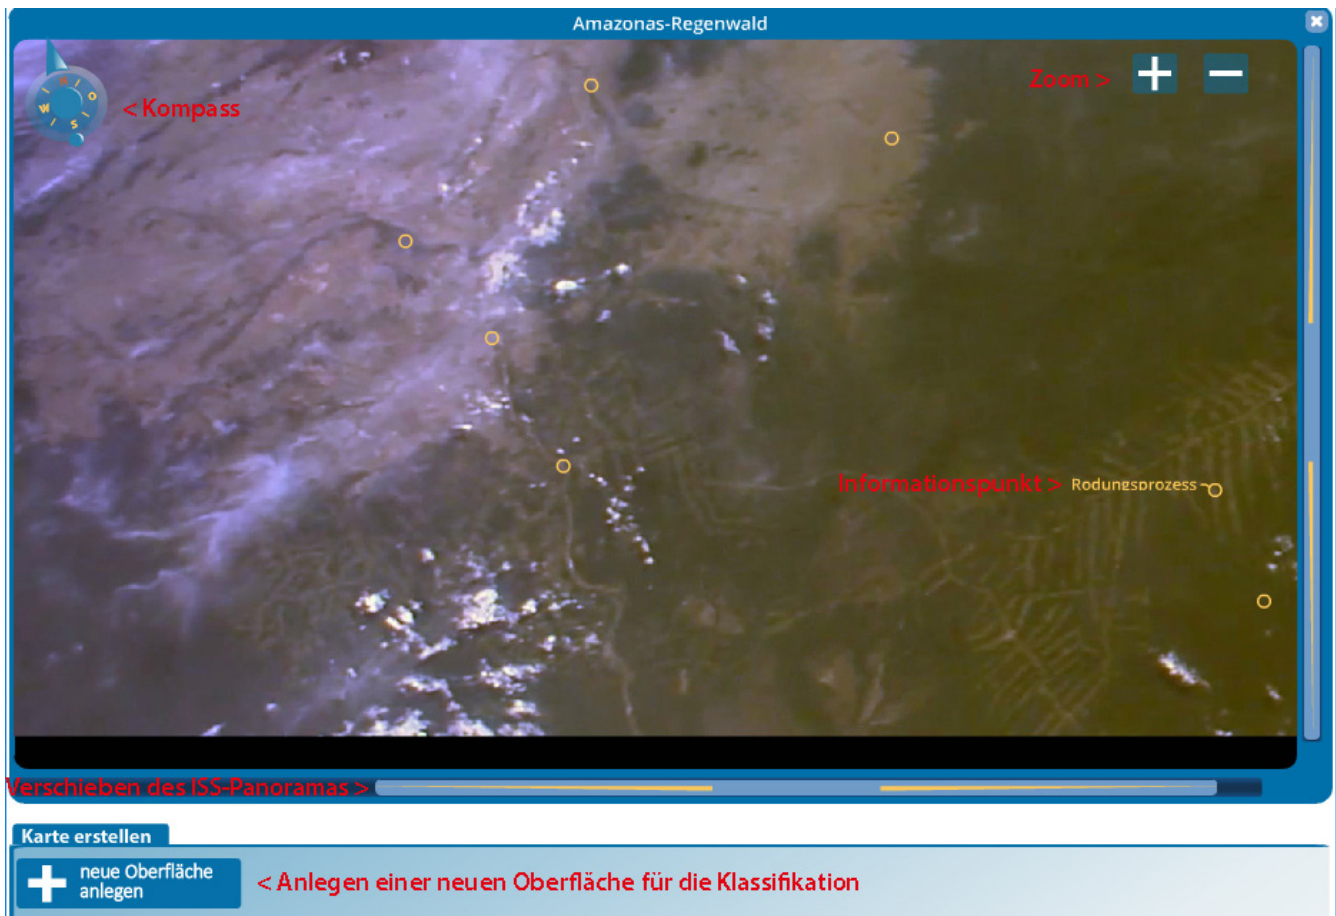 Amazonas-Regenwald
Zoom >
< Kompass
W
O
S
Informationspunkt > Rodungsprozess
Verschieben des ISS-Panoramas >
Karte erstellen
neue Oberfläche
anlegen
< Anlegen einer neuen Oberfläche für die Klassifikation